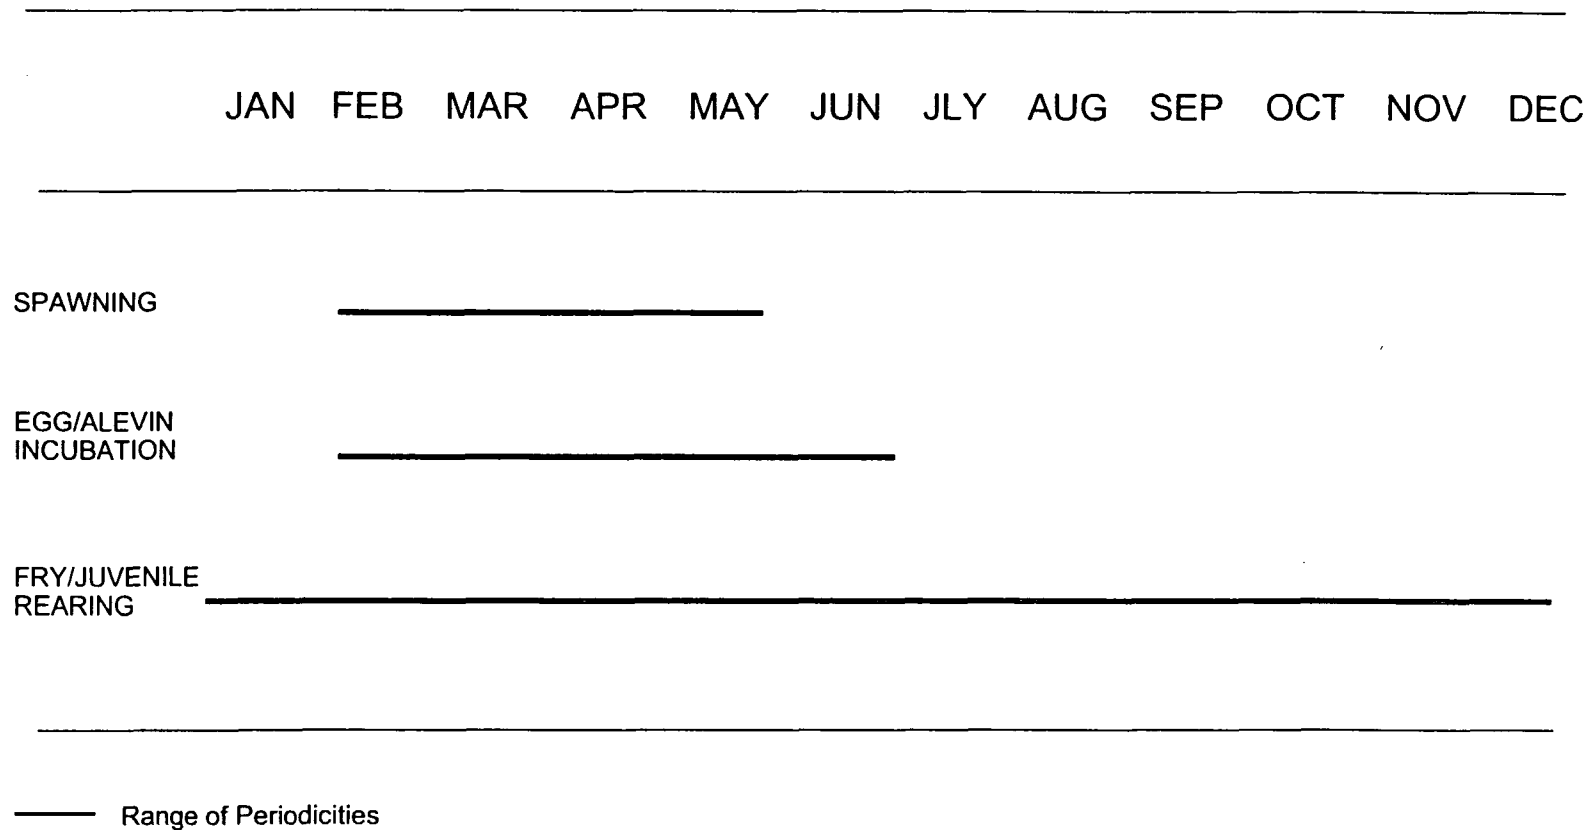 JAN FEB MAR APR MAY JUN JLY AUG SEP OCT NOV DEC
SPAWNING
EGG/ALEVIN
INCUBATION
FRY/JUVENILE
REARING
Range of Periodicities